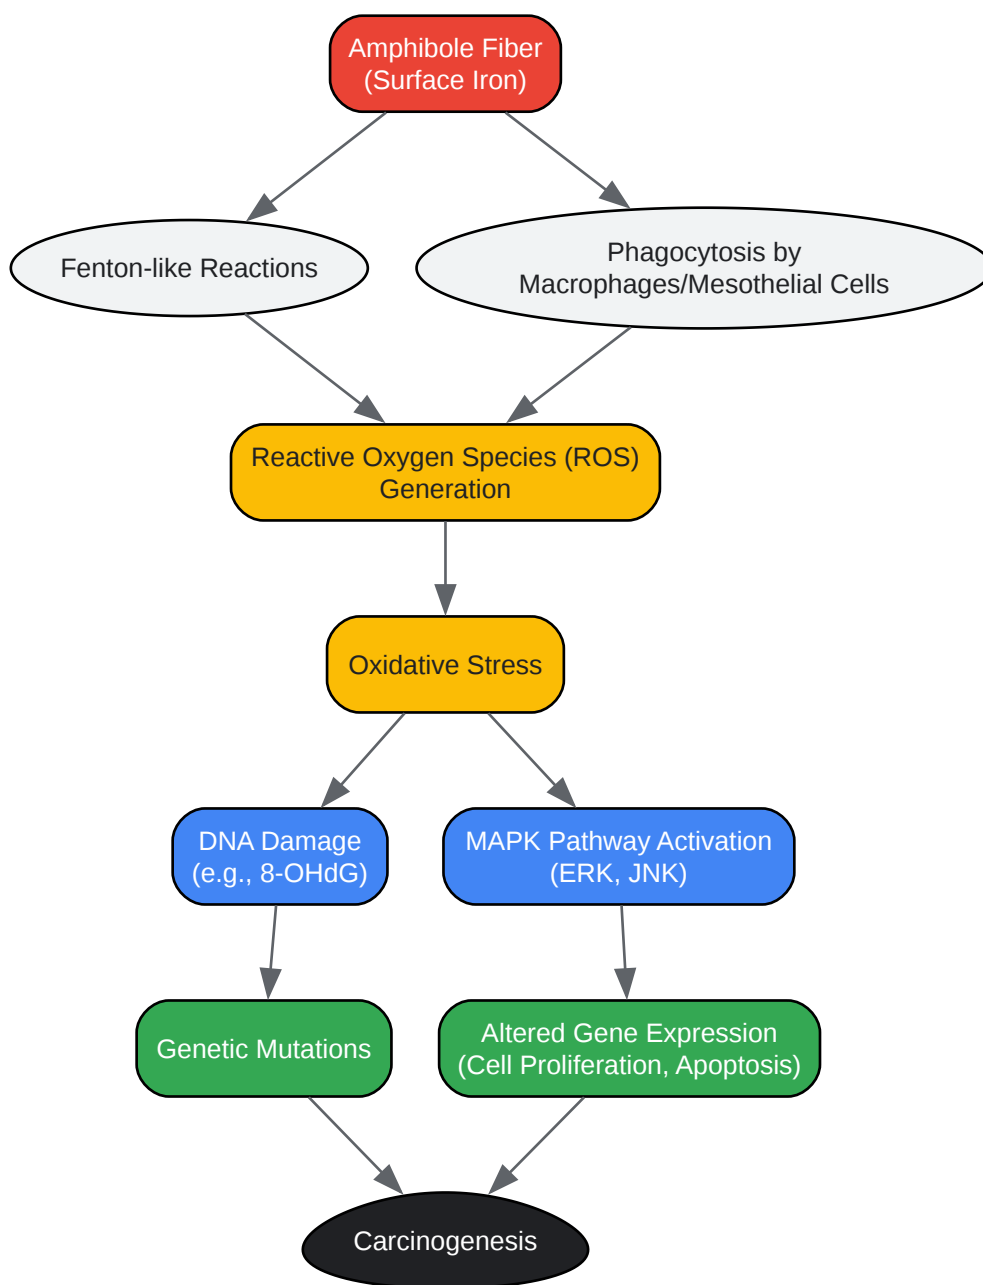 Amphibole Fiber
(Surface Iron)
Fenton-like Reactions
Phagocytosis by
Macrophages/Mesothelial Cells
Reactive Oxygen Species (ROS)
Generation
Oxidative Stress
DNA Damage
(e.g., 8-OHdG)
MAPK Pathway Activation
(ERK, JNK)
Genetic Mutations
Altered Gene Expression
(Cell Proliferation, Apoptosis)
Carcinogenesis